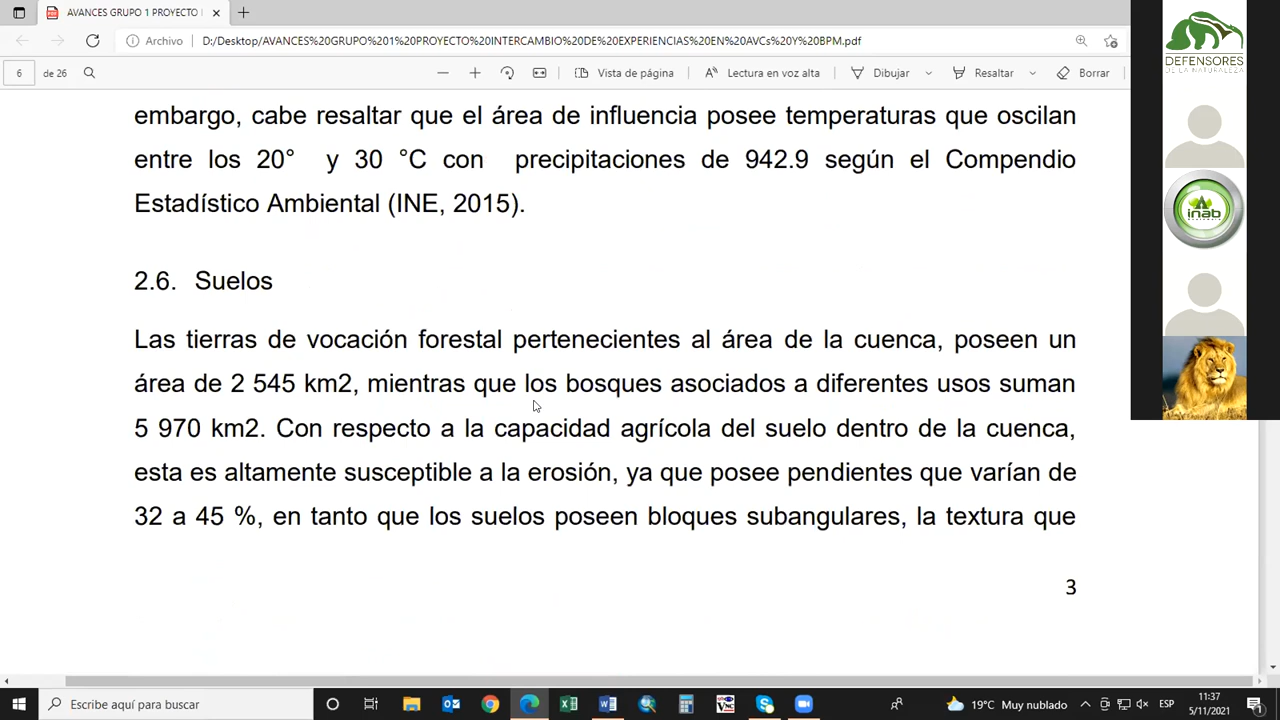 AVANCES GRUPO 1 PROYECTO
Archivo
D:/Desktop/AVANCES%20GRUPO%201%20PROYECTO%20INTERCAMBIO%20DE%20EXPERIENCIAS%20EN%20AVCs%20Y%20BPM.pdf
6 de 26
Vista de página
Lectura en voz alta
Dibujar
Resaltar
Borrar
embargo, cabe resaltar que el área de influencia posee temperaturas que oscilan
entre los 20° y 30 °C con precipitaciones de 942.9 según el Compendio
Estadístico Ambiental (INE, 2015).
2.6. Suelos
Las tierras de vocación forestal pertenecientes al área de la cuenca, poseen un
área de 2 545 km2, mientras que los bosques asociados a diferentes usos suman
5 970 km2. Con respecto a la capacidad agrícola del suelo dentro de la cuenca,
esta es altamente susceptible a la erosión, ya que posee pendientes que varían de
32 a 45 %, en tanto que los suelos poseen bloques subangulares, la textura que
3
DEFENSORES
DE LA NATURALEZA
inab
Escribe aquí para buscar
19°C Muy nublado
ESP
11:37
5/11/2021